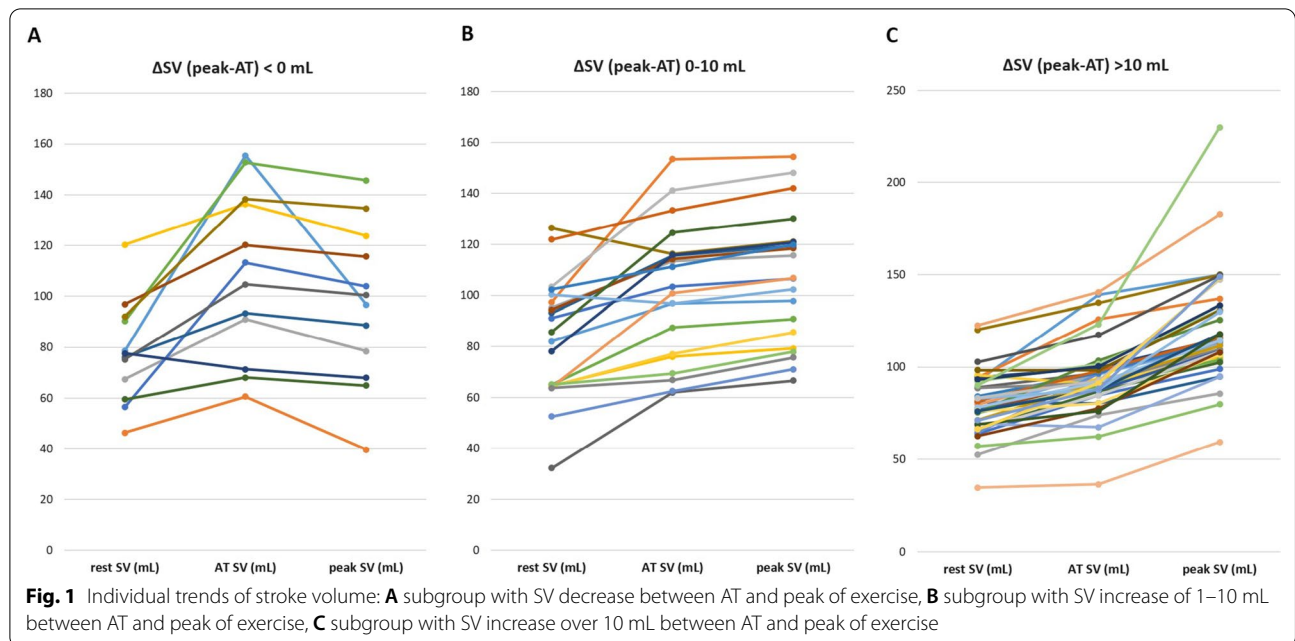 A
ΔSV (peak-AT) < 0 mL
180
160
140
120
100
80
60
40
20
0
rest SV (mL) AT SV (mL) peak SV (mL)
B
ΔSV (peak-AT) 0-10 mL
180
160
140
120
100
80
60
40
20
0
rest SV (mL) AT SV (mL) peak SV (mL)
C
ΔSV (peak-AT) >10 mL
250
200
150
100
50
0
rest SV (mL) AT SV (mL) peak SV (mL)
Fig. 1 Individual trends of stroke volume: A subgroup with SV decrease between AT and peak of exercise, B subgroup with SV increase of 1–10 mL
between AT and peak of exercise, C subgroup with SV increase over 10 mL between AT and peak of exercise